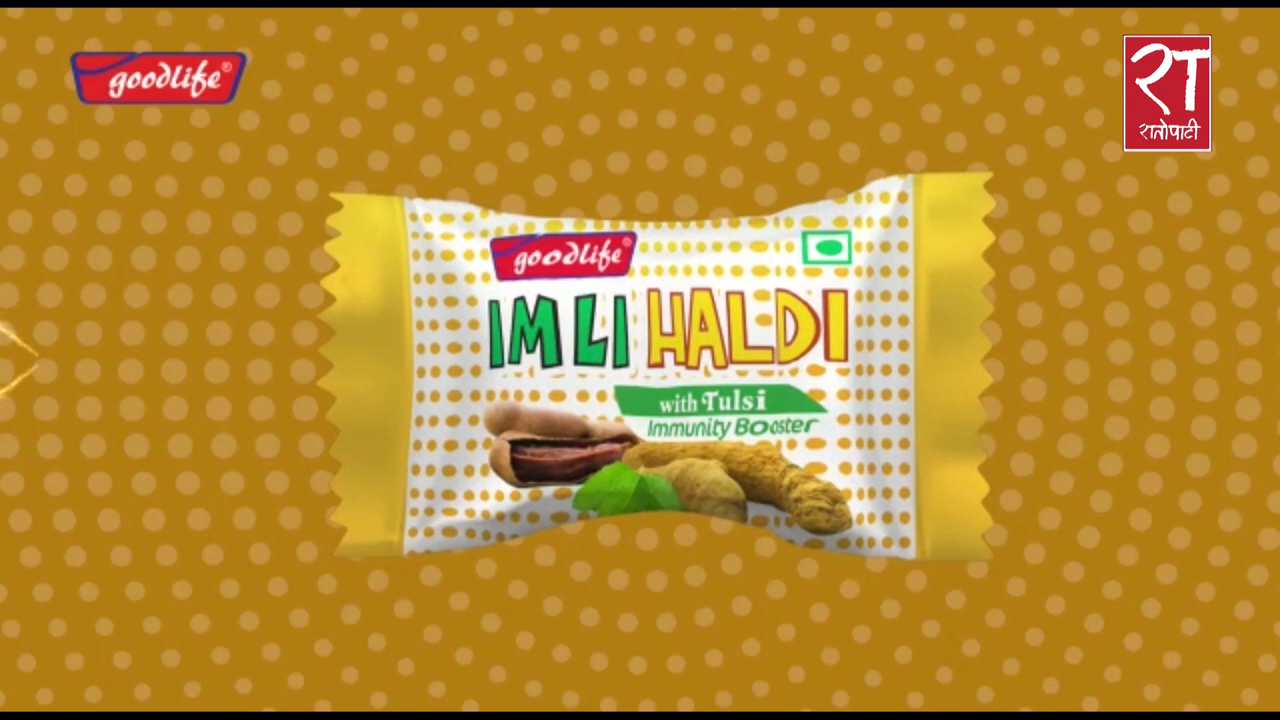 goodlife®
रा
रातोपाटी
goodlife®
IMLI HALDI
with Tulsi
Immunity Booster